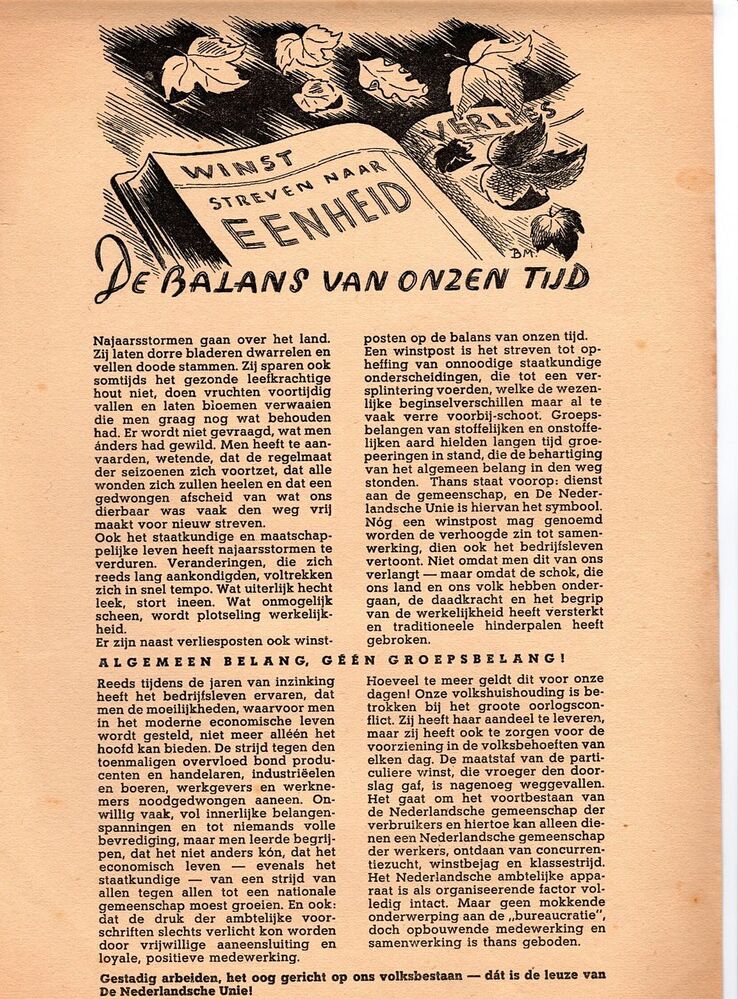 WINST
VERLIES
STREVEN NAAR
EENHEID
B.M.
DE BALANS VAN ONZEN TIJD
Najaarsstormen gaan over het land.
Zij laten dorre bladeren dwarrelen en
vellen doode stammen. Zij sparen ook
somtijds het gezonde leefkrachtige
hout niet, doen vruchten voortijdig
vallen en laten bloemen verwaaien
die men graag nog wat behouden
had. Er wordt niet gevraagd, wat men
ánders had gewild. Men heeft te aan-
vaarden, wetende, dat de regelmaat
der seizoenen zich voortzet, dat alle
wonden zich zullen heelen en dat een
gedwongen afscheid van wat ons
dierbaar was vaak den weg vrij
maakt voor nieuw streven.
Ook het staatkundige en maatschap-
pelijke leven heeft najaarsstormen te
verduren. Veranderingen, die zich
reeds lang aankondigden, voltrekken
zich in snel tempo. Wat uiterlijk hecht
leek, stort ineen. Wat onmogelijk
scheen, wordt plotseling werkelijk-
heid.
Er zijn naast verliesposten ook winst-
posten op de balans van onzen tijd.
Een winstpost is het streven tot op-
heffing van onnoodige staatkundige
onderscheidingen, die tot een ver-
splintering voerden, welke de wezen-
lijke beginselverschillen maar al te
vaak verre voorbij-schoot. Groeps-
belangen van stoffelijken en onstoffe-
lijken aard hielden langen tijd groe-
peeringen in stand, die de behartiging
van het algemeen belang in den weg
stonden. Thans staat voorop: dienst
aan de gemeenschap, en De Neder-
landsche Unie is hiervan het symbool.
Nóg een winstpost mag genoemd
worden de verhoogde zin tot samen-
werking, dien ook het bedrijfsleven
vertoont. Niet omdat men dit van ons
verlangt — maar omdat de schok, die
ons land en ons volk hebben onder-
gaan, de daadkracht en het begrip
van de werkelijkheid heeft versterkt
en traditioneele hinderpalen heeft
gebroken.
ALGEMEEN BELANG, GÉÉN GROEPSBELANG!
Reeds tijdens de jaren van inzinking
heeft het bedrijfsleven ervaren, dat
men de moeilijkheden, waarvoor men
in het moderne economische leven
wordt gesteld, niet meer alléén het
hoofd kan bieden. De strijd tegen den
toenmaligen overvloed bond produ-
centen en handelaren, industriëelen
en boeren, werkgevers en werkne-
mers noodgedwongen aaneen. On-
willig vaak, vol innerlijke belangen-
spanningen en tot niemands volle
bevrediging, maar men leerde begrij-
pen, dat het niet anders kón, dat het
economisch leven — evenals het
staatkundige — van een strijd van
allen tegen allen tot een nationale
gemeenschap moest groeien. En ook:
dat de druk der ambtelijke voor-
schriften slechts verlicht kon worden
door vrijwillige aaneensluiting en
loyale, positieve medewerking.
Hoeveel te meer geldt dit voor onze
dagen! Onze volkshuishouding is be-
trokken bij het groote oorlogscon-
flict. Zij heeft haar aandeel te leveren,
maar zij heeft ook te zorgen voor de
voorziening in de volksbehoeften van
elken dag. De maatstaf van de parti-
culiere winst, die vroeger den door-
slag gaf, is nagenoeg weggevallen.
Het gaat om het voortbestaan van
de Nederlandsche gemeenschap der
verbruikers en hiertoe kan alleen die-
nen een Nederlandsche gemeenschap
der werkers, ontdaan van concurren-
tiezucht, winstbejag en klassestrijd.
Het Nederlandsche ambtelijke appa-
raat is als organiseerende factor vol-
ledig intact. Maar geen mokkende
onderwerping aan de „bureaucratie",
doch opbouwende medewerking en
samenwerking is thans geboden.
Gestadig arbeiden, het oog gericht op ons volksbestaan — dát is de leuze van
De Nederlandsche Unie!